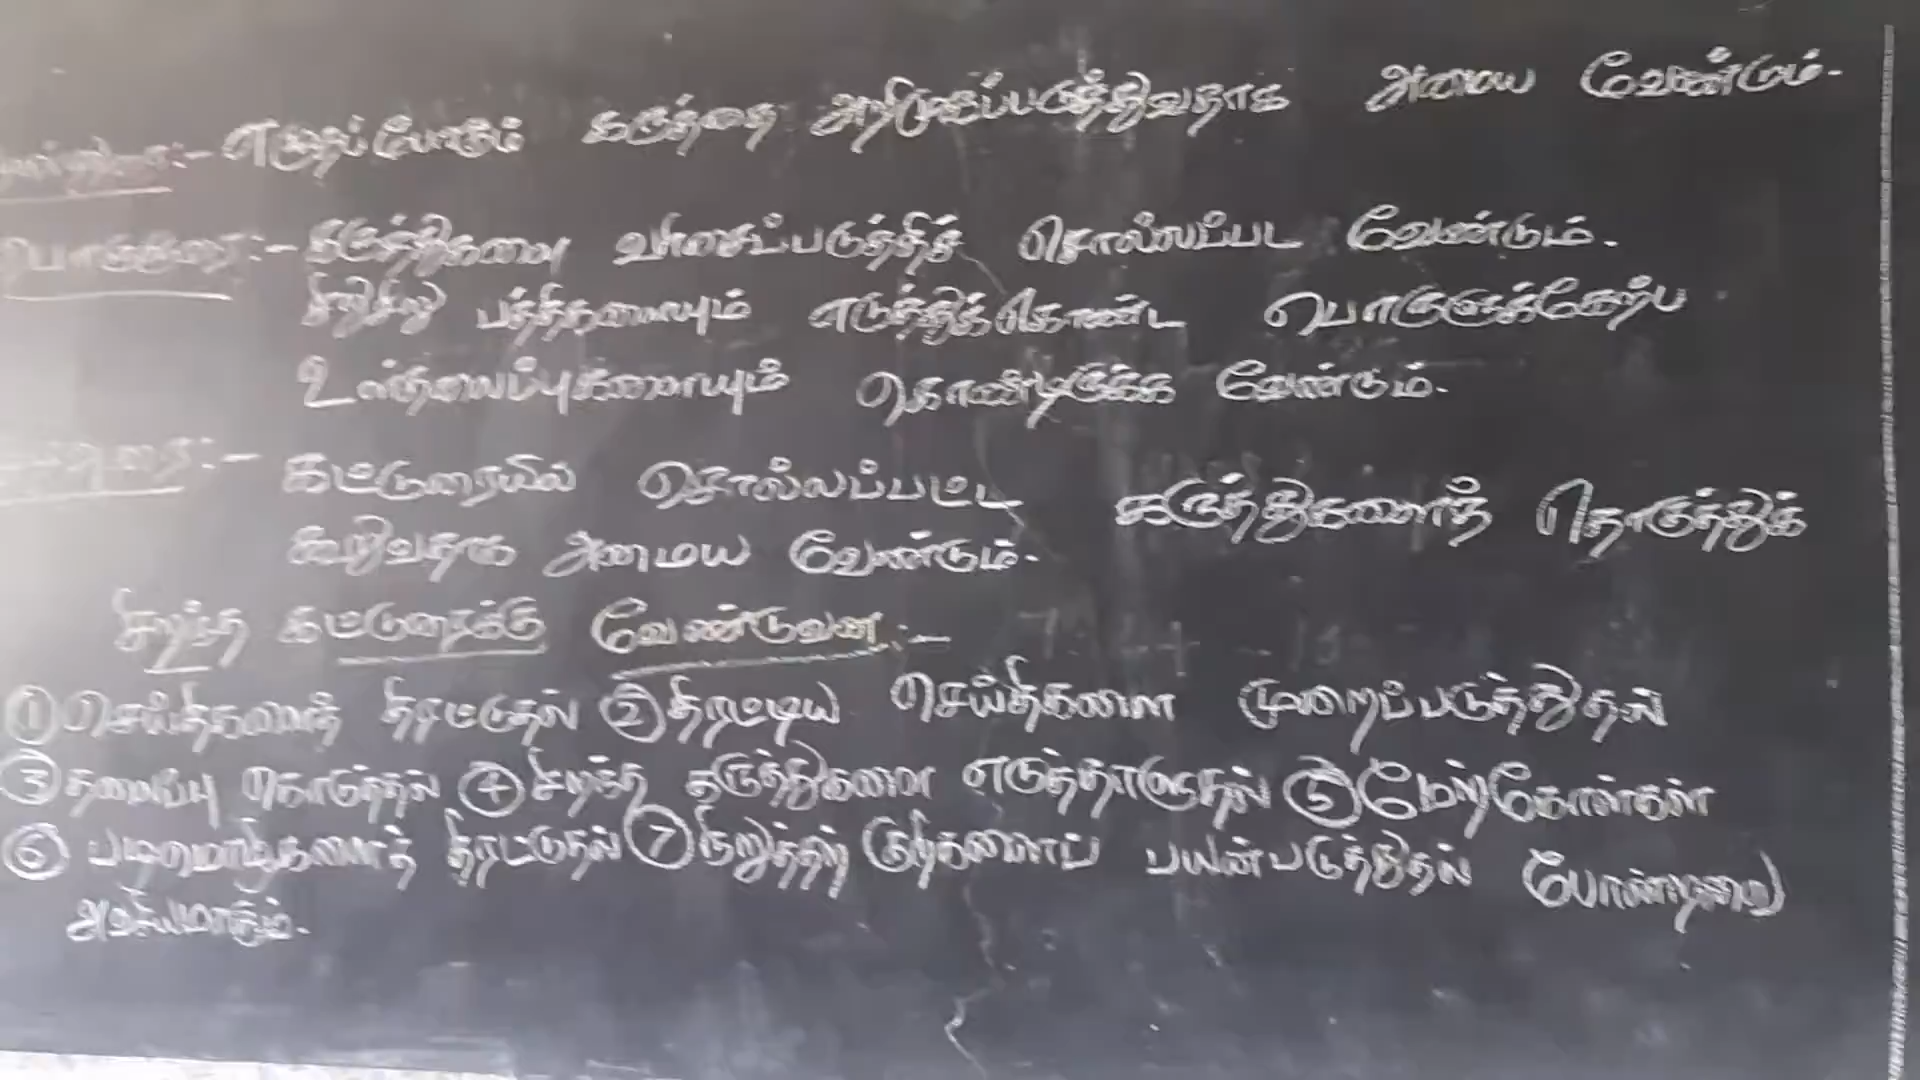 முன்னுரை:- எழுதப்போகும் கருத்தை அறிமுகப்படுத்துவதாக அமைய வேண்டும்.
பொருளுரை:- கருத்துகளை வரிசைப்படுத்திச் சொல்லப்பட வேண்டும்.
சிறுசிறு பத்திகளையும் எடுத்துக்கொண்ட பொருளுக்கேற்ப
உள்தலைப்புகளையும் கொண்டிருக்க வேண்டும்.
முடிவுரை:- கட்டுரையில் சொல்லப்பட்ட கருத்துகளைத் தொகுத்துக்
கூறுவதாக அமைய வேண்டும்.
சிறந்த கட்டுரைக்கு வேண்டுவன:-
① செய்திகளைத் திரட்டுதல் ② திரட்டிய செய்திகளை முறைப்படுத்துதல்
③ தலைப்பு கொடுத்தல் ④ சிறந்த கருத்துகளை எடுத்தாளுதல் ⑤ மேற்கோள்கள்
⑥ பழமொழிகளைத் திரட்டுதல் ⑦ நிறுத்தற் குறிகளைப் பயன்படுத்துதல் போன்றவை
அவசியமாகும்.